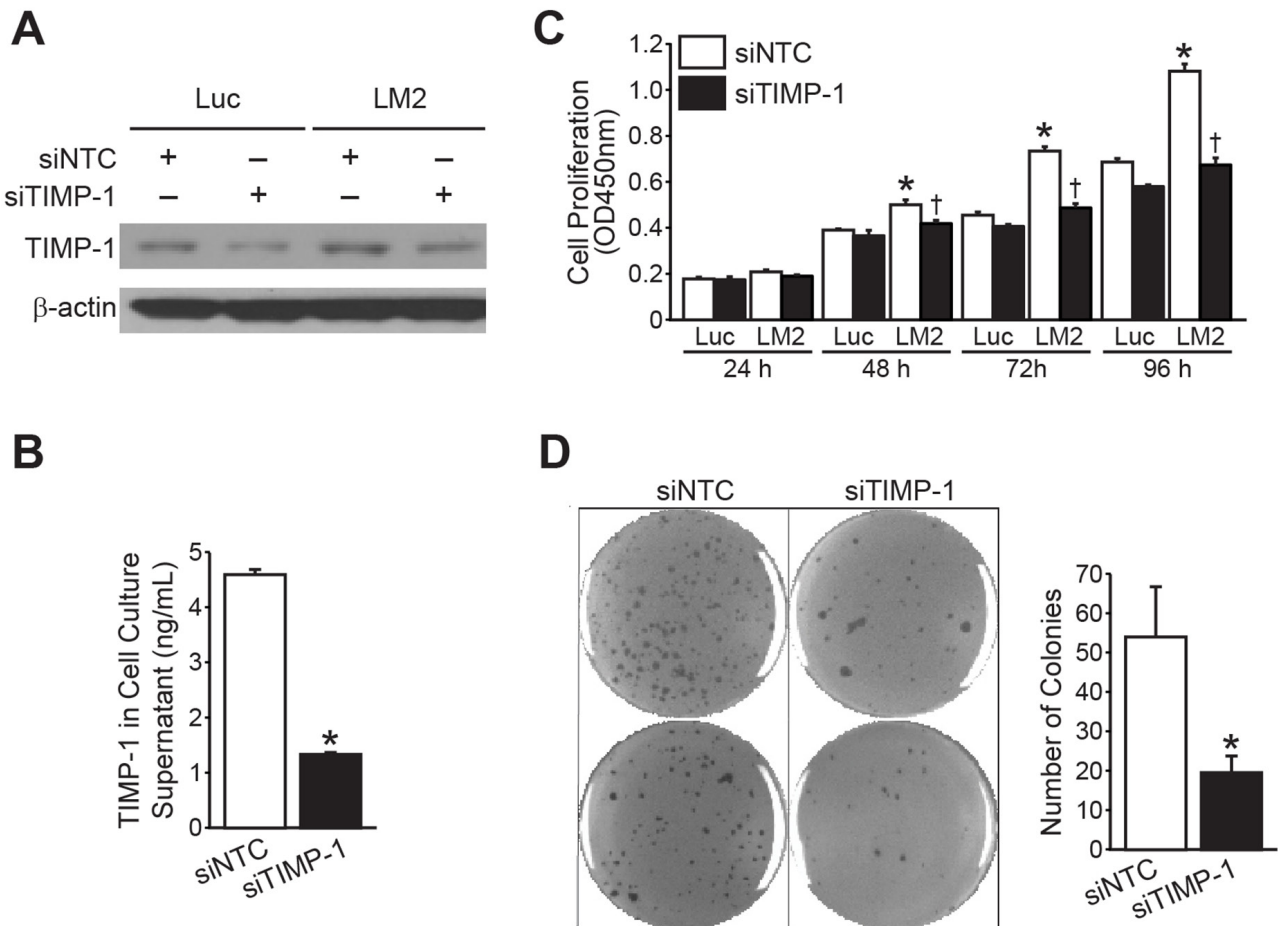 A
Luc LM2
siNTC + – + –
siTIMP-1 – + – +
TIMP-1
β-actin
B
TIMP-1 in Cell Culture
Supernatant (ng/mL)
5
4
3
2
1
0
*
siNTC
siTIMP-1
C
Cell Proliferation
(OD450nm)
1.2
1.0
0.8
0.6
0.4
0.2
0
siNTC
siTIMP-1
* † * † * †
Luc LM2 Luc LM2 Luc LM2 Luc LM2
24 h 48 h 72h 96 h
D
siNTC siTIMP-1
Number of Colonies
70
60
50
40
30
20
10
0
*
siNTC
siTIMP-1